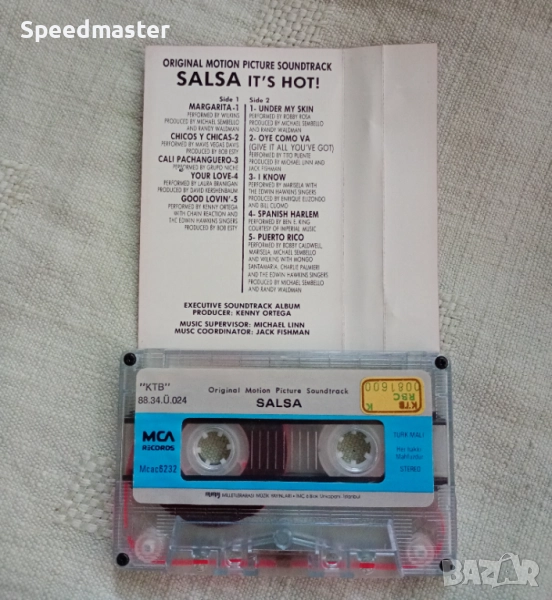 Speedmaster
ORIGINAL MOTION PICTURE SOUNDTRACK
SALSA IT'S HOT!
Side 1
MARGARITA-1
PERFORMED BY WILKINS
PRODUCED BY MICHAEL SEMBELLO
AND RANDY WALDMAN
CHICOS Y CHICAS-2
PERFORMED BY MAVIS VEGAS DAVIS
PRODUCED BY BOB ESTY
CALI PACHANGUERO-3
PERFORMED BY GRUPO NICHE
YOUR LOVE-4
PERFORMED BY LAURA BRANIGAN
PRODUCED BY DAVID KERSHENBAUM
GOOD LOVIN'-5
PERFORMED BY KENNY ORTEGA
WITH CHAIN REACTION AND
THE EDWIN HAWKINS SINGERS
PRODUCED BY BOB ESTY
Side 2
1- UNDER MY SKIN
PERFORMED BY ROBBY ROSA
PRODUCED BY MICHAEL SEMBELLO
AND RANDY WALDMAN
2- OYE COMO VA
(GIVE IT ALL YOU'VE GOT)
PERFORMED BY TITO PUENTE
PRODUCED BY MICHAEL LINN AND
JACK FISHMAN
3- I KNOW
PERFORMED BY MARISELA WITH
THE EDWIN HAWKINS SINGERS
PRODUCED BY ENRIQUE ELIZONDO
AND BILL CUOMO
4- SPANISH HARLEM
PERFORMED BY BEN E. KING
COURTESY OF IMPERIAL MUSIC
5- PUERTO RICO
PERFORMED BY BOBBY CALDWELL,
MARISELA, MICHAEL SEMBELLO
AND WILKINS WITH MONGO
SANTAMARIA, CHARLIE PALMIERE
AND THE EDWIN HAWKINS SINGERS
PRODUCED BY MICHAEL SEMBELLO
AND RANDY WALDMAN
EXECUTIVE SOUNDTRACK ALBUM
PRODUCER: KENNY ORTEGA
MUSIC SUPERVISOR: MICHAEL LINN
MUSC COORDINATOR: JACK FISHMAN
"KTB"
88.34.Ü.024
Original Motion Picture Soundtrack
SALSA
KTB
RSC
K
0081600
MCA
RECORDS
Mcac8232
TÜRK MALI
Her hakkı
Mahfuzdur
STEREO
bazar.bg